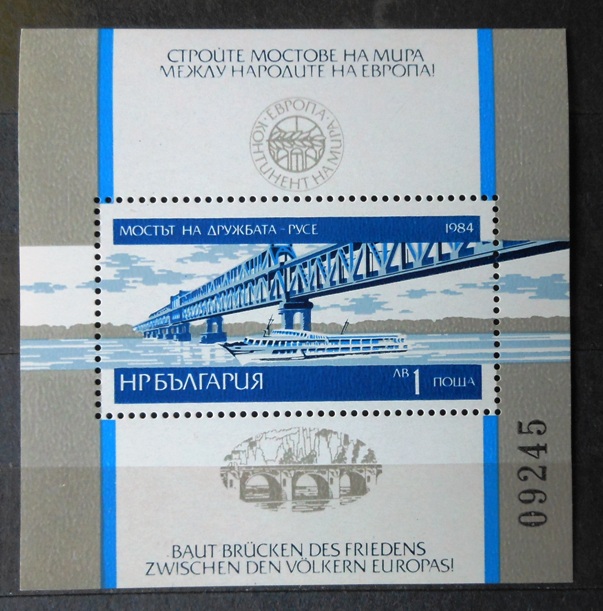 СТРОЙТЕ МОСТОВЕ НА МИРА
МЕЖДУ НАРОДИТЕ НА ЕВРОПА!
ЕВРОПА·
КОНТИНЕНТ НА МИРА
МОСТЪТ НА ДРУЖБАТА - РУСЕ 1984
НР БЪЛГАРИЯ ЛВ 1 ПОЩА
09245
BAUT BRÜCKEN DES FRIEDENS
ZWISCHEN DEN VÖLKERN EUROPAS!